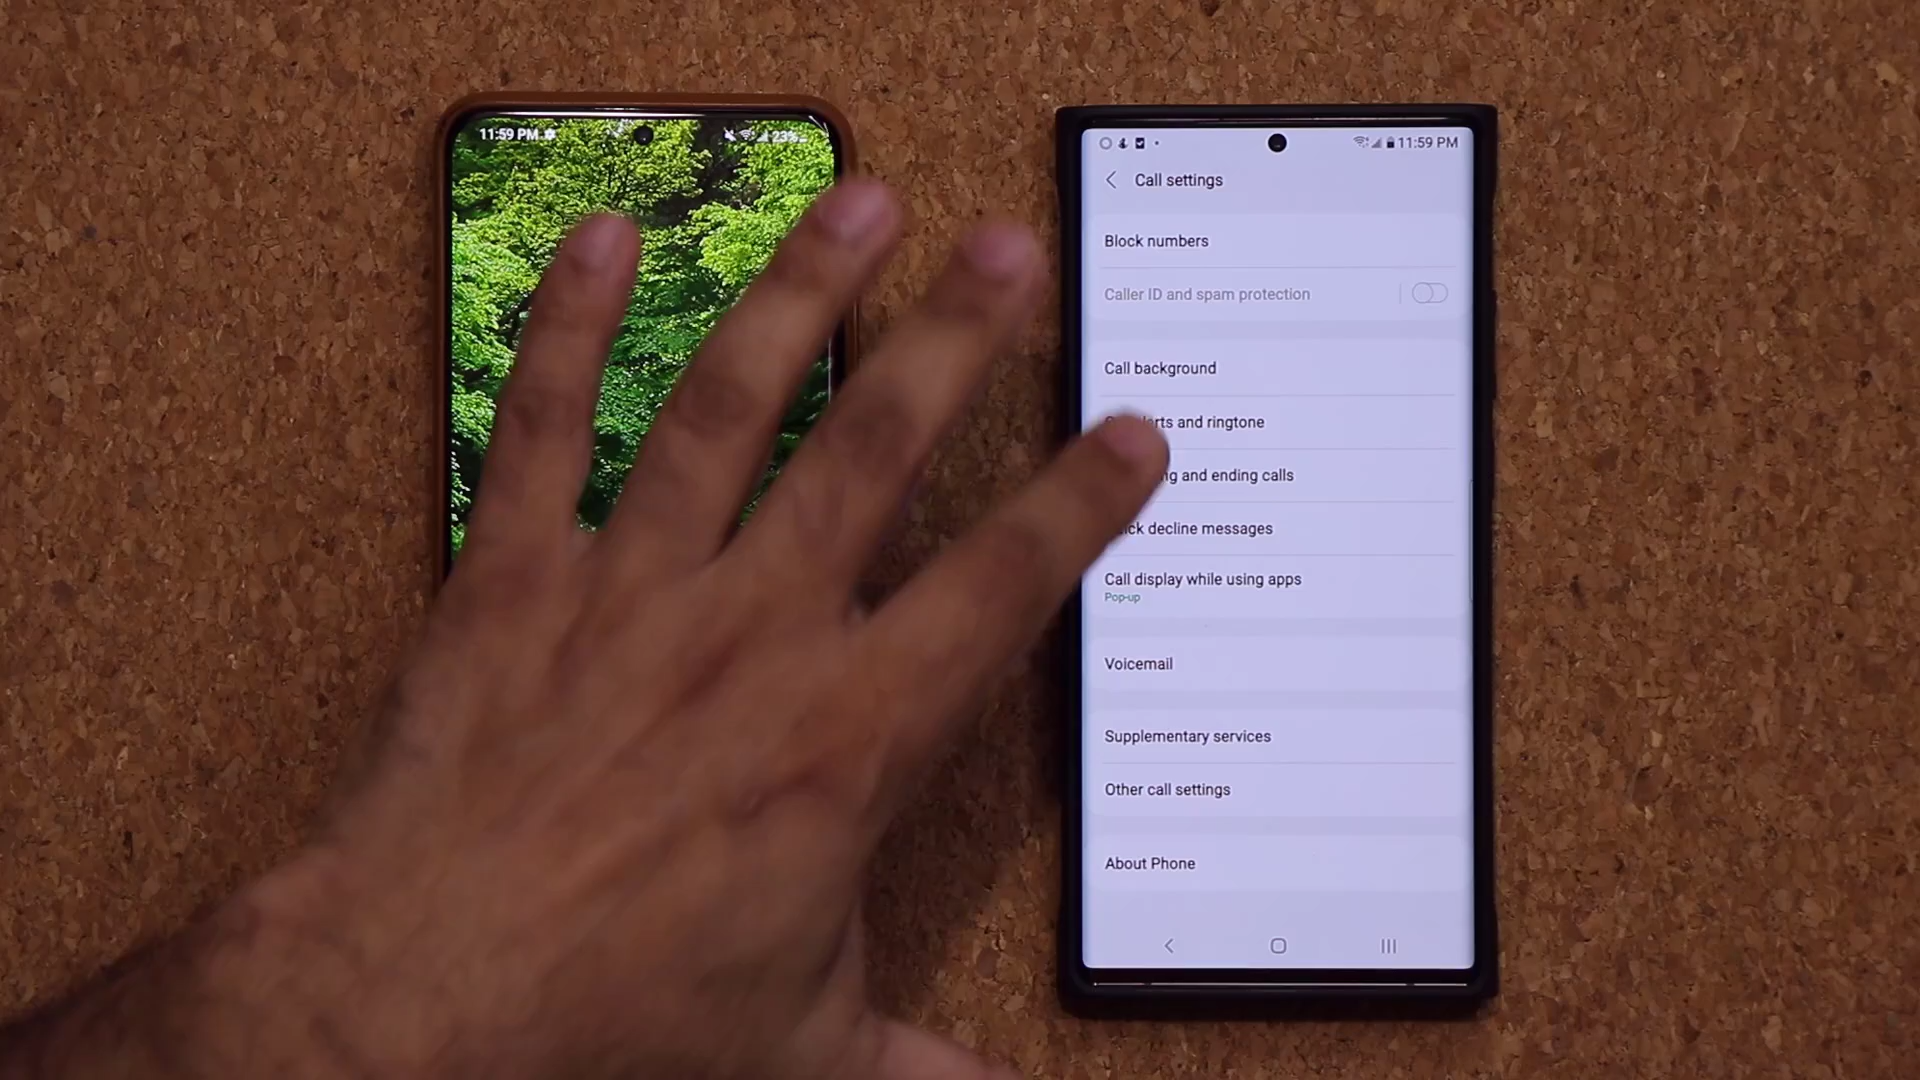 11:59 PM
23%
11:59 PM
Call settings
Block numbers
Caller ID and spam protection
Call background
and ringtone
and ending calls
decline messages
Call display while using apps
Pop-up
Voicemail
Supplementary services
Other call settings
About Phone